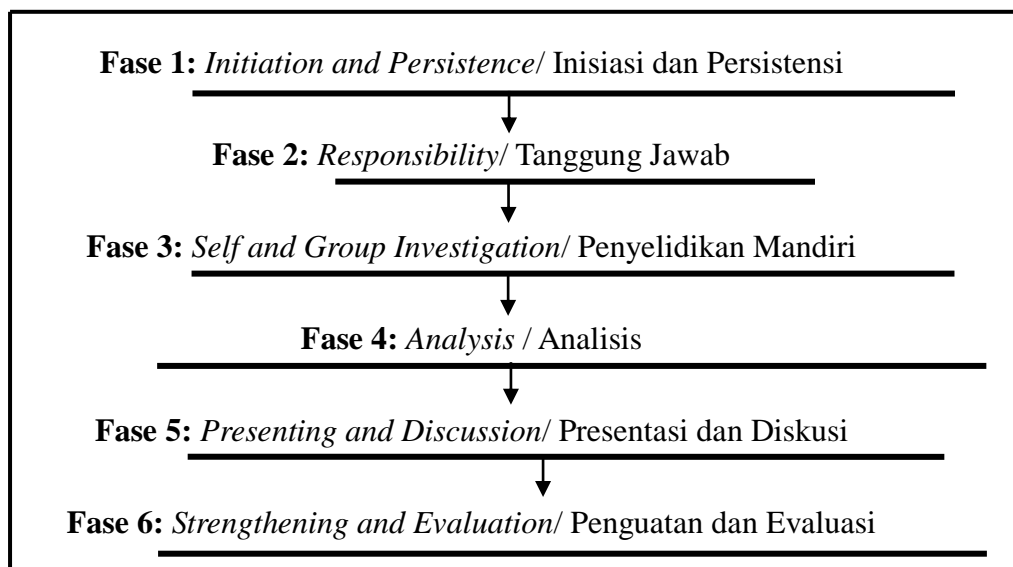 Fase 1: Initiation and Persistence/ Inisiasi dan Persistensi
Fase 2: Responsibility/ Tanggung Jawab
Fase 3: Self and Group Investigation/ Penyelidikan Mandiri
Fase 4: Analysis / Analisis
Fase 5: Presenting and Discussion/ Presentasi dan Diskusi
Fase 6: Strengthening and Evaluation/ Penguatan dan Evaluasi